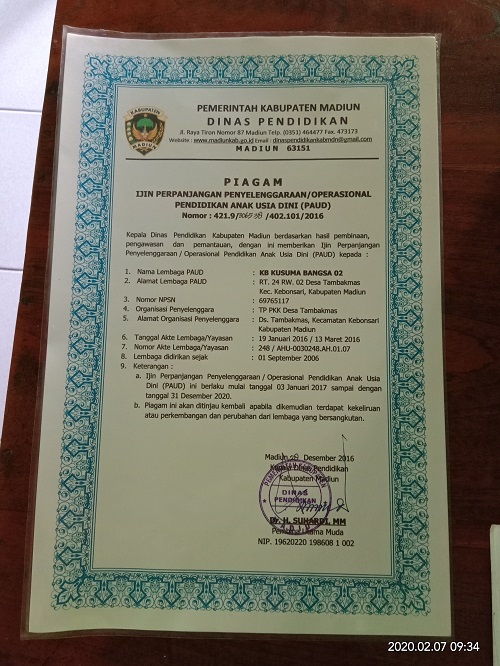 PEMERINTAH KABUPATEN MADIUN
DINAS PENDIDIKAN
Jl. Raya Tiron Nomor 87 Madiun Telp. (0351) 464477 Fax. 473173
Website : www.madiunkab.go.id Email : dinaspendidikankabmdn@gmail.com
MADIUN 63151
KABUPATEN
MADIUN
PIAGAM
IJIN PERPANJANGAN PENYELENGGARAAN/OPERASIONAL
PENDIDIKAN ANAK USIA DINI (PAUD)
Nomor : 421.9/ /402.101/2016
Kepala Dinas Pendidikan Kabupaten Madiun berdasarkan hasil pembinaan,
pengawasan dan pemantauan, dengan ini memberikan Ijin Perpanjangan
Penyelenggaraan / Operasional Pendidikan Anak Usia Dini (PAUD) kepada :
1. Nama Lembaga PAUD : KB KUSUMA BANGSA 02
2. Alamat Lembaga PAUD : RT. 24 RW. 02 Desa Tambakmas
Kec. Kebonsari, Kabupaten Madiun
3. Nomor NPSN : 69765117
4. Organisasi Penyelenggara : TP PKK Desa Tambakmas
5. Alamat Organisasi Penyelenggara : Ds. Tambakmas, Kecamatan Kebonsari
Kabupaten Madiun
6. Tanggal Akte Lembaga/Yayasan : 19 Januari 2016 / 13 Maret 2016
7. Nomor Akte Lembaga/Yayasan : 248 / AHU-0030248.AH.01.07
8. Lembaga didirikan sejak : 01 September 2006
9. Keterangan :
a. Ijin Perpanjangan Penyelenggaraan / Operasional Pendidikan Anak Usia
Dini (PAUD) ini berlaku mulai tanggal 03 Januari 2017 sampai dengan
tanggal 31 Desember 2020.
b. Piagam ini akan ditinjau kembali apabila dikemudian terdapat kekeliruan
atau perkembangan dan perubahan dari lembaga yang bersangkutan.
Madiun, Desember 2016
Kepala Dinas Pendidikan
Kabupaten Madiun
DINAS
PENDIDIKAN
Dr. H. SUHARDI, MM
Pembina Utama Muda
NIP. 19620220 198608 1 002
2020.02.07 09:34